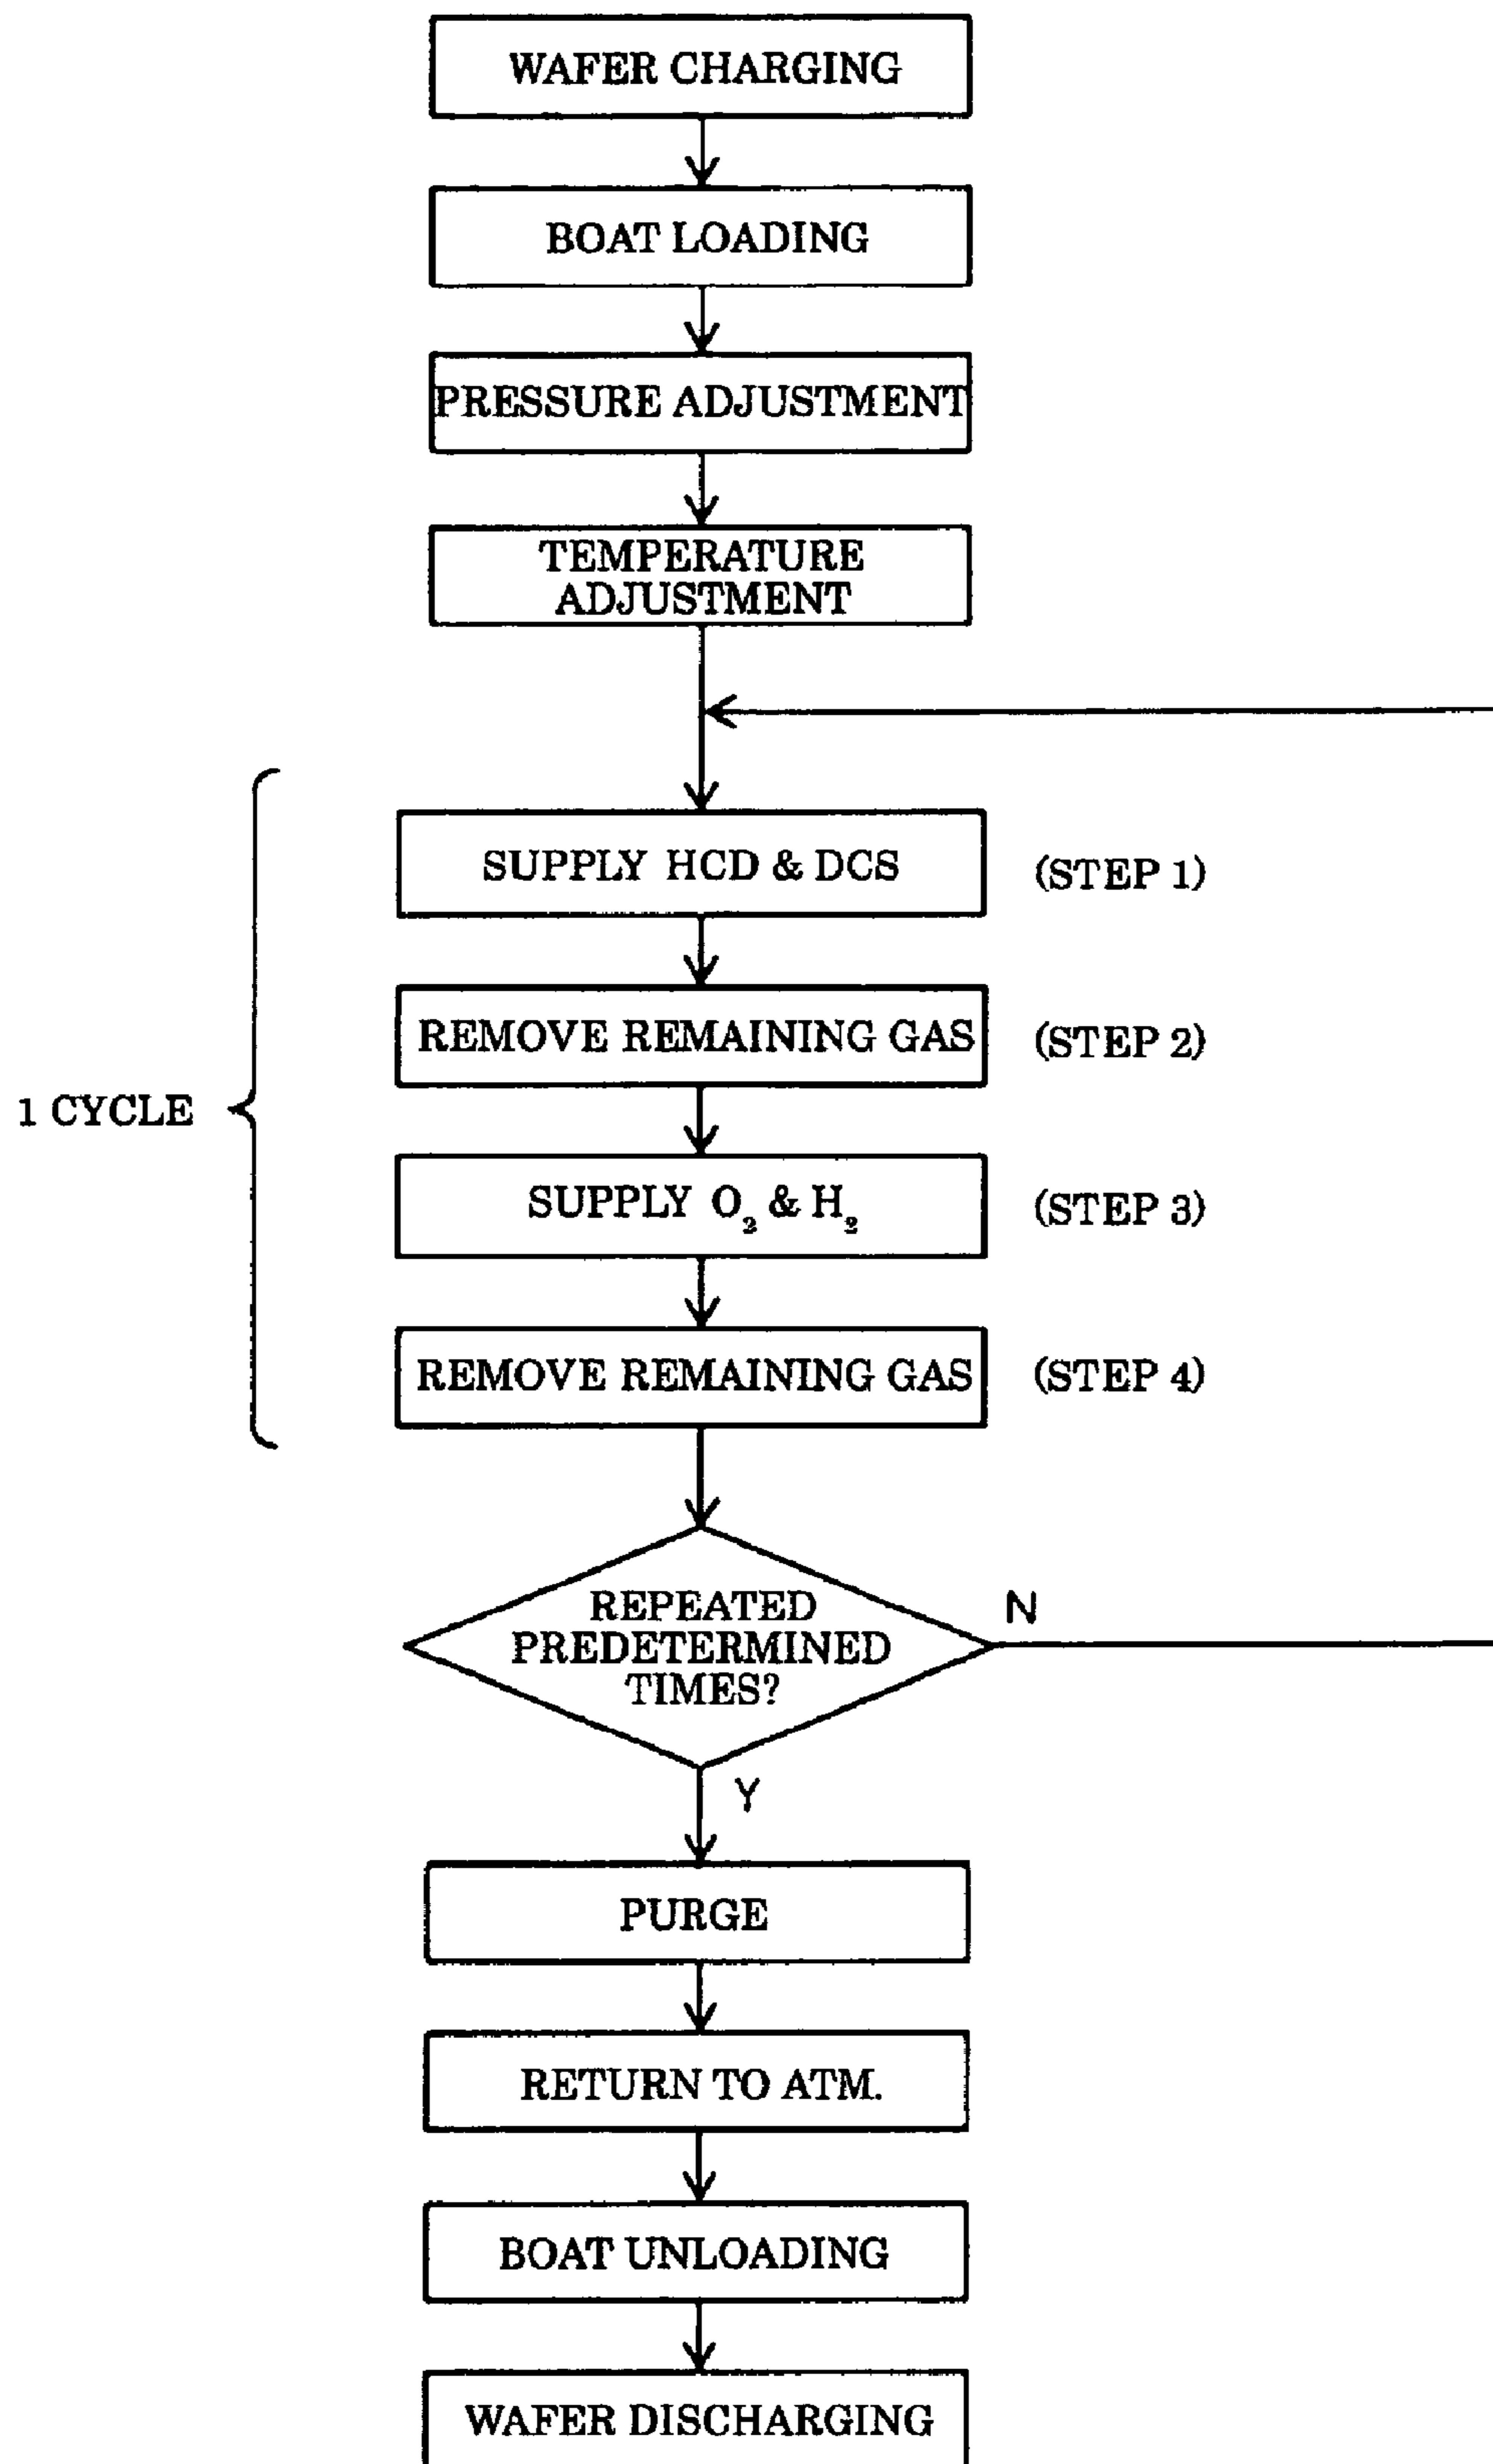 WAFER CHARGING
BOAT LOADING
PRESSURE ADJUSTMENT
TEMPERATURE
ADJUSTMENT
SUPPLY HCD & DCS (STEP 1)
REMOVE REMAINING GAS (STEP 2)
1 CYCLE
SUPPLY O₂ & H₂ (STEP 3)
REMOVE REMAINING GAS (STEP 4)
REPEATED
PREDETERMINED
TIMES?
N
Y
PURGE
RETURN TO ATM.
BOAT UNLOADING
WAFER DISCHARGING